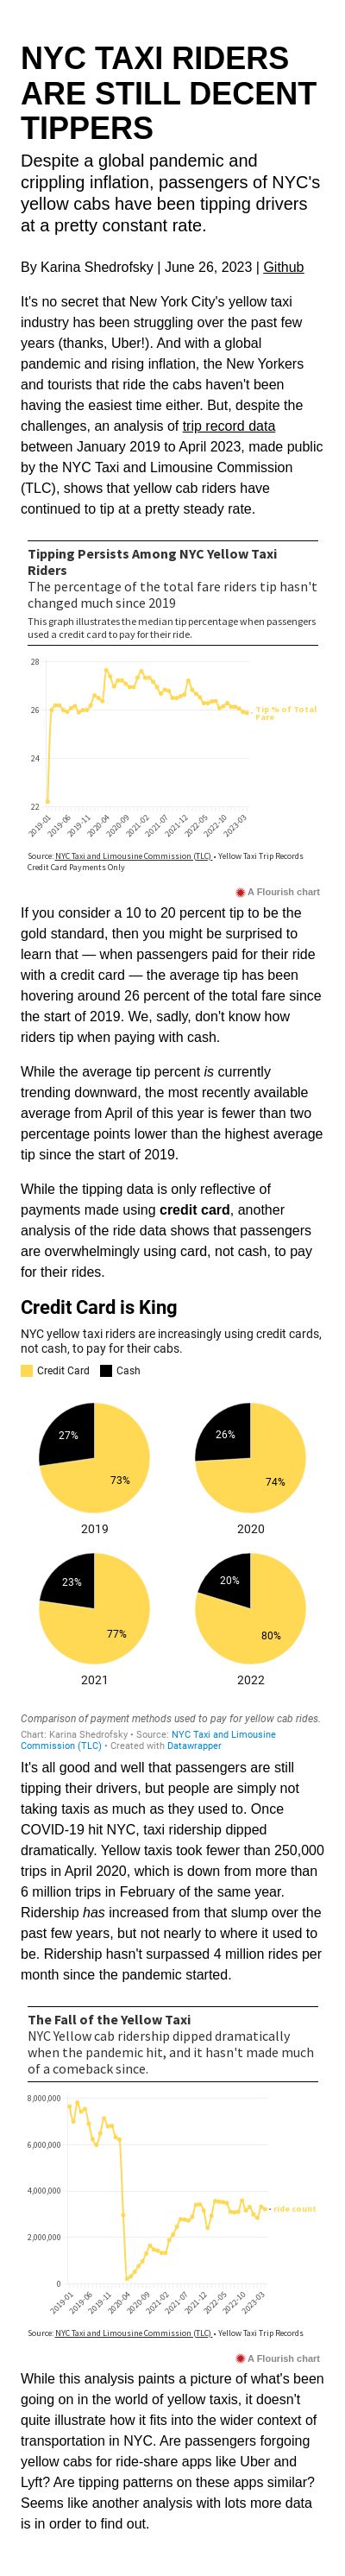 NYC TAXI RIDERS
ARE STILL DECENT
TIPPERS
Despite a global pandemic and
crippling inflation, passengers of NYC's
yellow cabs have been tipping drivers
at a pretty constant rate.
By Karina Shedrofsky | June 26, 2023 | Github
It's no secret that New York City's yellow taxi
industry has been struggling over the past few
years (thanks, Uber!). And with a global
pandemic and rising inflation, the New Yorkers
and tourists that ride the cabs haven't been
having the easiest time either. But, despite the
challenges, an analysis of trip record data
between January 2019 to April 2023, made public
by the NYC Taxi and Limousine Commission
(TLC), shows that yellow cab riders have
continued to tip at a pretty steady rate.
Tipping Persists Among NYC Yellow Taxi
Riders
The percentage of the total fare riders tip hasn't
changed much since 2019
This graph illustrates the median tip percentage when passengers
used a credit card to pay for their ride.
28
26
24
22
Tip % of Total
Fare
2019-01
2019-06
2019-11
2020-04
2020-09
2021-02
2021-07
2021-12
2022-05
2022-10
2023-03
Source: NYC Taxi and Limousine Commission (TLC) • Yellow Taxi Trip Records
Credit Card Payments Only
A Flourish chart
If you consider a 10 to 20 percent tip to be the
gold standard, then you might be surprised to
learn that — when passengers paid for their ride
with a credit card — the average tip has been
hovering around 26 percent of the total fare since
the start of 2019. We, sadly, don't know how
riders tip when paying with cash.
While the average tip percent is currently
trending downward, the most recently available
average from April of this year is fewer than two
percentage points lower than the highest average
tip since the start of 2019.
While the tipping data is only reflective of
payments made using credit card, another
analysis of the ride data shows that passengers
are overwhelmingly using card, not cash, to pay
for their rides.
Credit Card is King
NYC yellow taxi riders are increasingly using credit cards,
not cash, to pay for their cabs.
Credit Card Cash
27%
73%
2019
26%
74%
2020
23%
77%
2021
20%
80%
2022
Comparison of payment methods used to pay for yellow cab rides.
Chart: Karina Shedrofsky • Source: NYC Taxi and Limousine
Commission (TLC) • Created with Datawrapper
It's all good and well that passengers are still
tipping their drivers, but people are simply not
taking taxis as much as they used to. Once
COVID-19 hit NYC, taxi ridership dipped
dramatically. Yellow taxis took fewer than 250,000
trips in April 2020, which is down from more than
6 million trips in February of the same year.
Ridership has increased from that slump over the
past few years, but not nearly to where it used to
be. Ridership hasn't surpassed 4 million rides per
month since the pandemic started.
The Fall of the Yellow Taxi
NYC Yellow cab ridership dipped dramatically
when the pandemic hit, and it hasn't made much
of a comeback since.
8,000,000
6,000,000
4,000,000
2,000,000
0
ride count
2019-01
2019-06
2019-11
2020-04
2020-09
2021-02
2021-07
2021-12
2022-05
2022-10
2023-03
Source: NYC Taxi and Limousine Commission (TLC) • Yellow Taxi Trip Records
A Flourish chart
While this analysis paints a picture of what's been
going on in the world of yellow taxis, it doesn't
quite illustrate how it fits into the wider context of
transportation in NYC. Are passengers forgoing
yellow cabs for ride-share apps like Uber and
Lyft? Are tipping patterns on these apps similar?
Seems like another analysis with lots more data
is in order to find out.